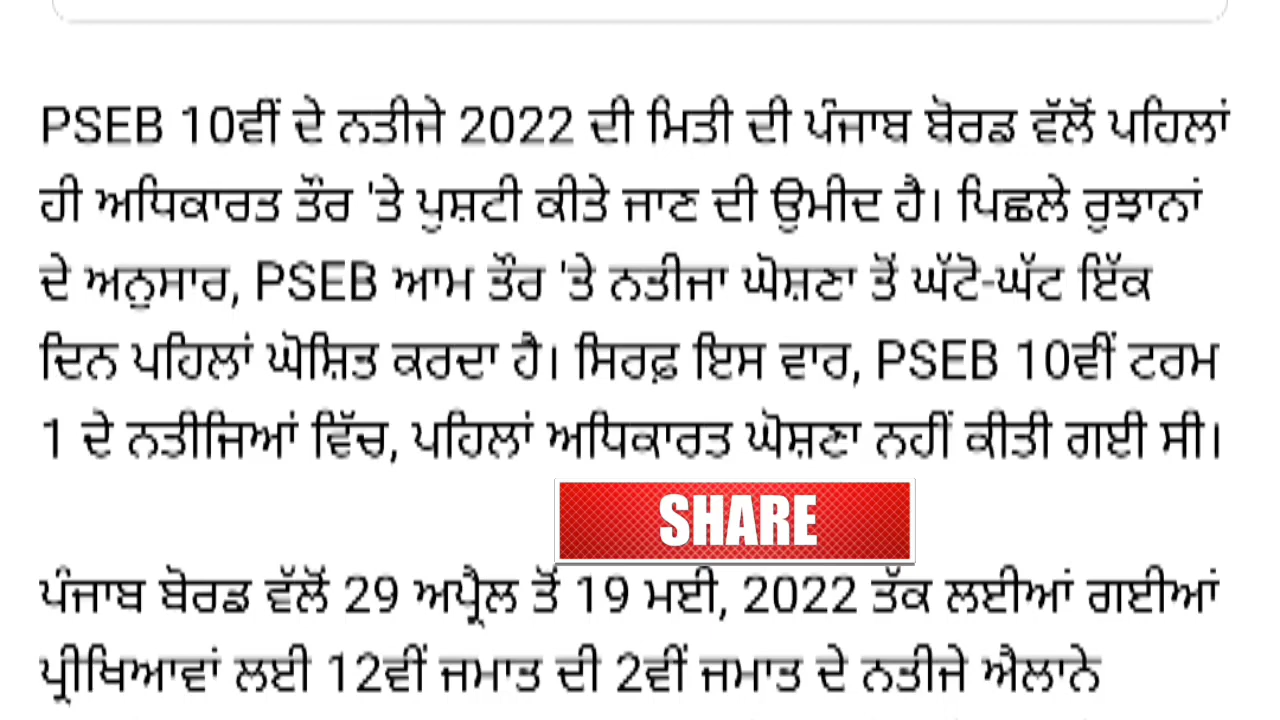 PSEB 10ਵੀਂ ਦੇ ਨਤੀਜੇ 2022 ਦੀ ਮਿਤੀ ਦੀ ਪੰਜਾਬ ਬੋਰਡ ਵੱਲੋਂ ਪਹਿਲਾਂ
ਹੀ ਅਧਿਕਾਰਤ ਤੌਰ 'ਤੇ ਪੁਸ਼ਟੀ ਕੀਤੇ ਜਾਣ ਦੀ ਉਮੀਦ ਹੈ। ਪਿਛਲੇ ਰੁਝਾਨਾਂ
ਦੇ ਅਨੁਸਾਰ, PSEB ਆਮ ਤੌਰ 'ਤੇ ਨਤੀਜਾ ਘੋਸ਼ਣਾ ਤੋਂ ਘੱਟੋ-ਘੱਟ ਇੱਕ
ਦਿਨ ਪਹਿਲਾਂ ਘੋਸ਼ਿਤ ਕਰਦਾ ਹੈ। ਸਿਰਫ਼ ਇਸ ਵਾਰ, PSEB 10ਵੀਂ ਟਰਮ
1 ਦੇ ਨਤੀਜਿਆਂ ਵਿੱਚ, ਪਹਿਲਾਂ ਅਧਿਕਾਰਤ ਘੋਸ਼ਣਾ ਨਹੀਂ ਕੀਤੀ ਗਈ ਸੀ।
SHARE
ਪੰਜਾਬ ਬੋਰਡ ਵੱਲੋਂ 29 ਅਪ੍ਰੈਲ ਤੋਂ 19 ਮਈ, 2022 ਤੱਕ ਲਈਆਂ ਗਈਆਂ
ਪ੍ਰੀਖਿਆਵਾਂ ਲਈ 12ਵੀਂ ਜਮਾਤ ਦੀ 2ਵੀਂ ਜਮਾਤ ਦੇ ਨਤੀਜੇ ਐਲਾਨੇ